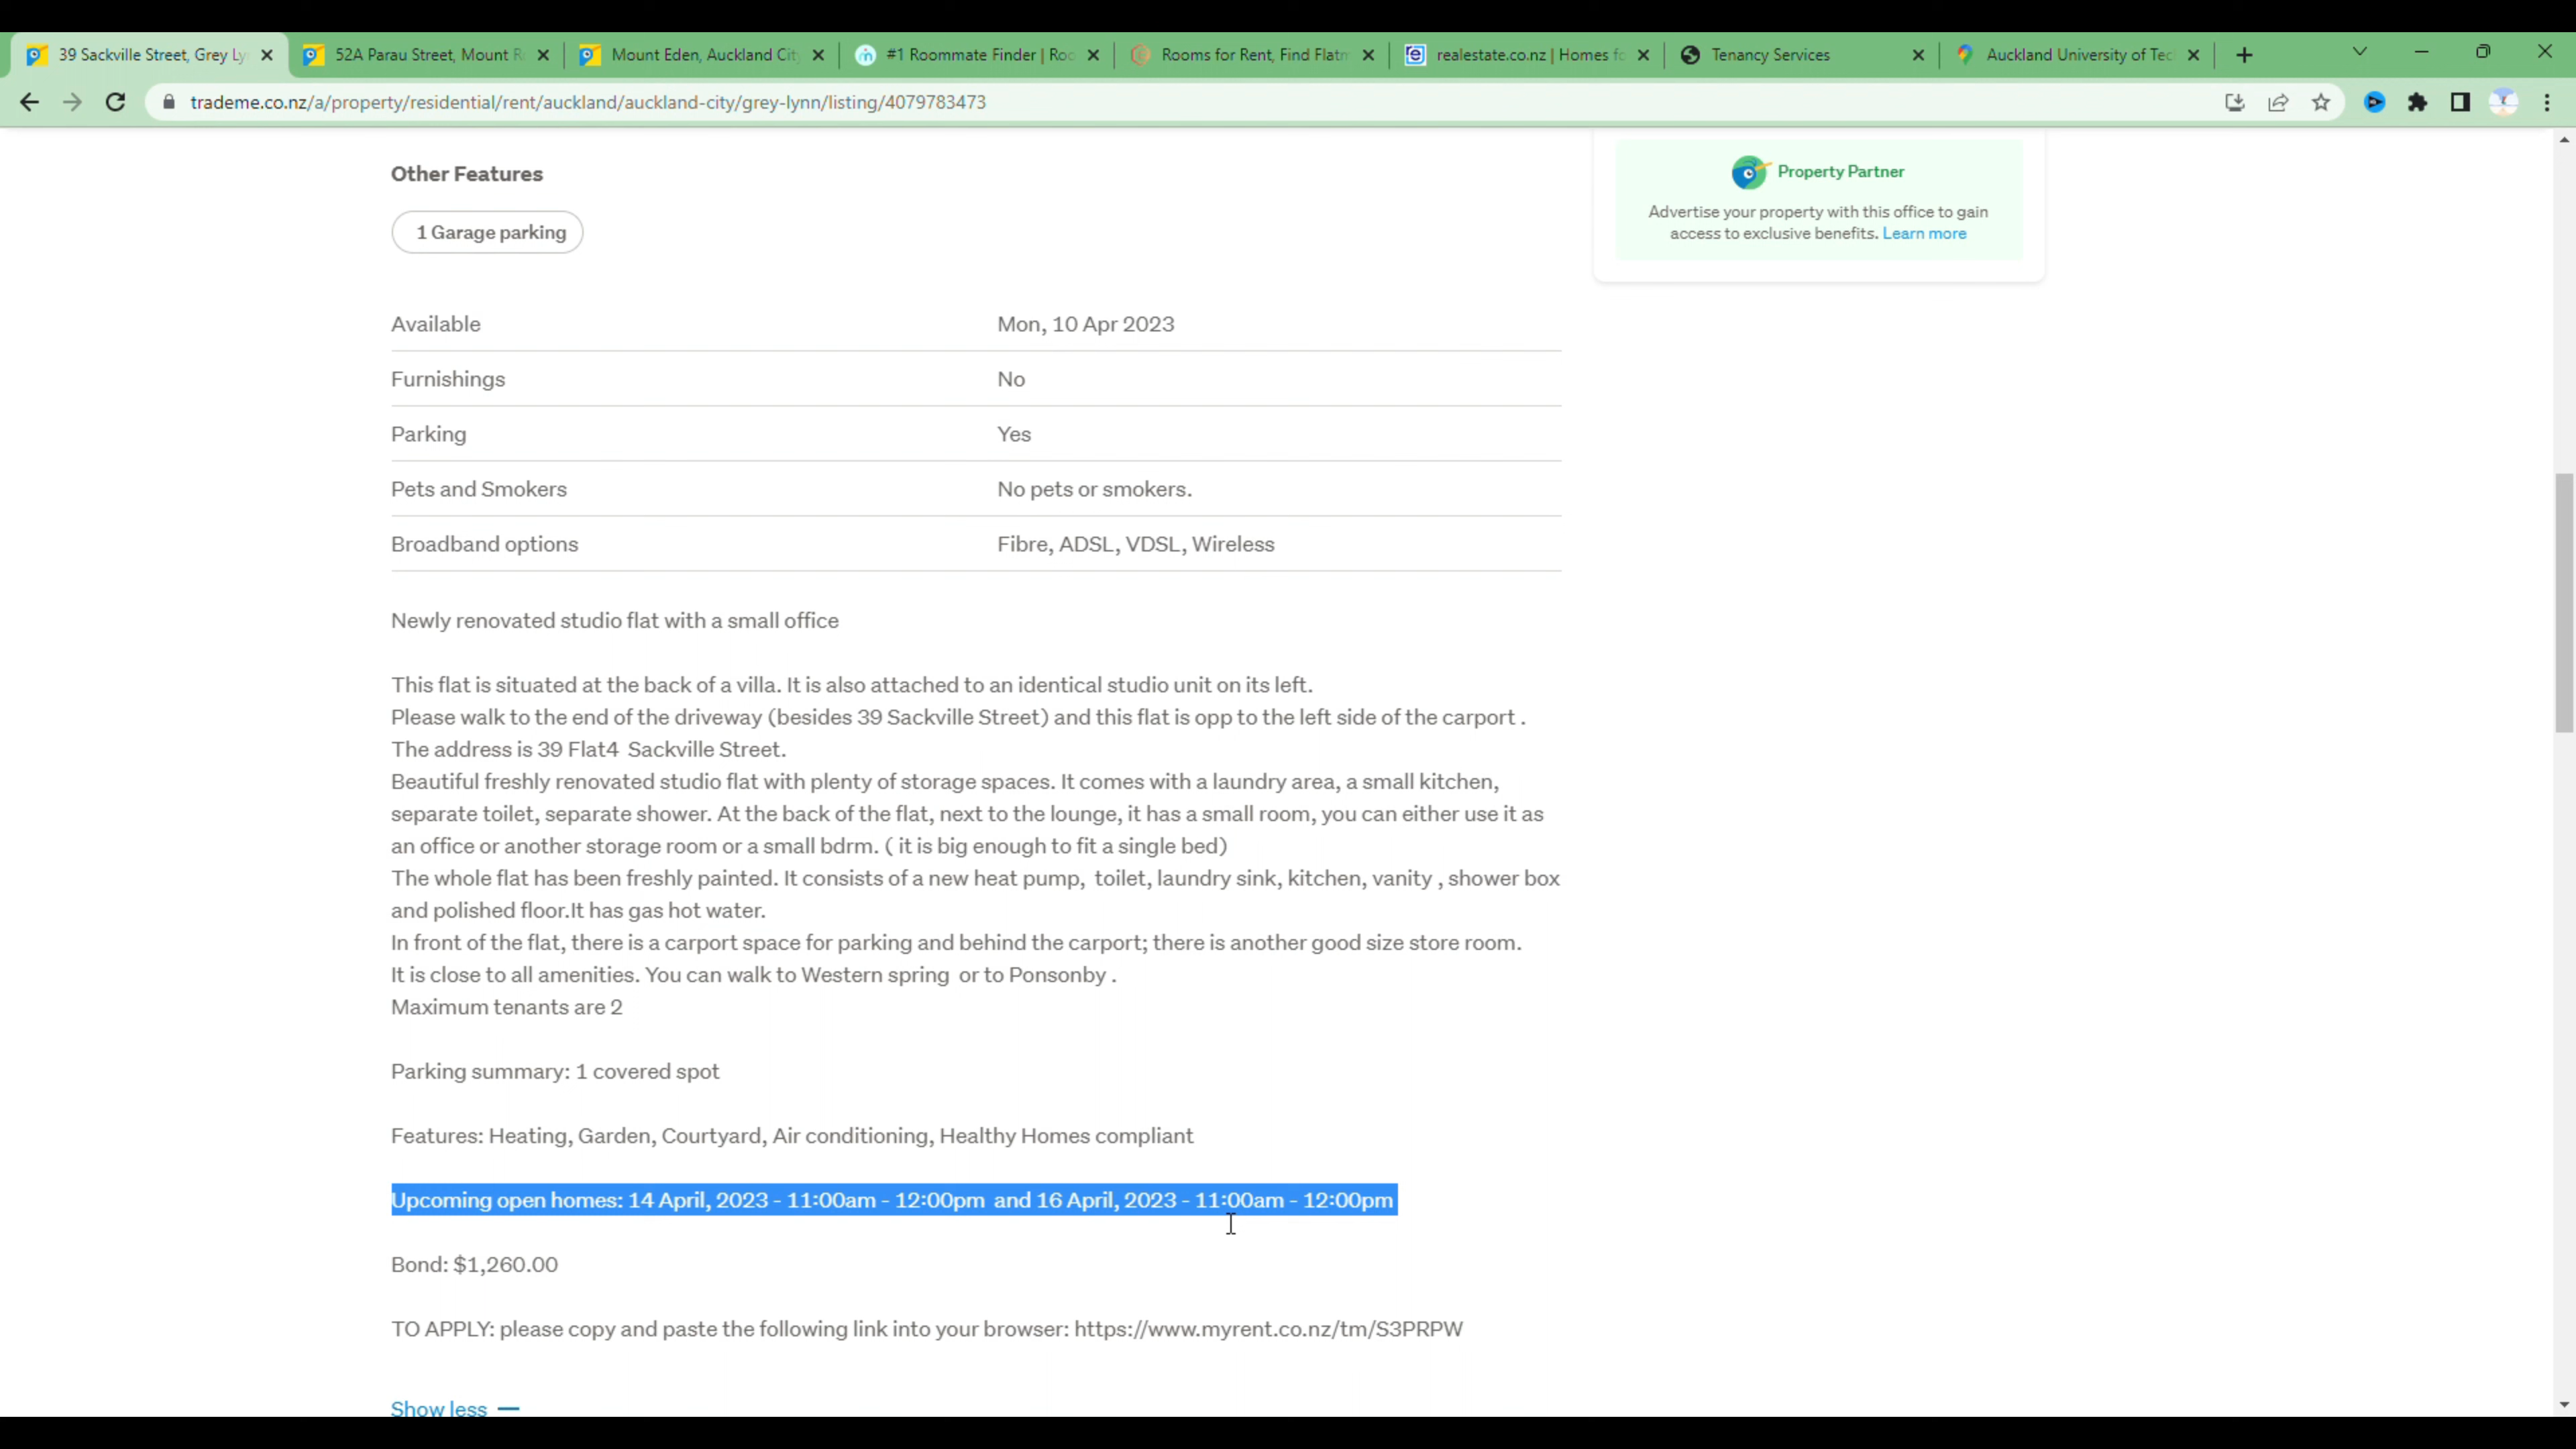 39 Sackville Street, Grey Ly
52A Parau Street, Mount R
Mount Eden, Auckland City
#1 Roommate Finder | Roo
Rooms for Rent, Find Flatm
realestate.co.nz | Homes fo
Tenancy Services
Auckland University of Tec
trademe.co.nz/a/property/residential/rent/auckland/auckland-city/grey-lynn/listing/4079783473
Property Partner
Advertise your property with this office to gain
access to exclusive benefits. Learn more
Other Features
1 Garage parking
Available Mon, 10 Apr 2023
Furnishings No
Parking Yes
Pets and Smokers No pets or smokers.
Broadband options Fibre, ADSL, VDSL, Wireless
Newly renovated studio flat with a small office
This flat is situated at the back of a villa. It is also attached to an identical studio unit on its left.
Please walk to the end of the driveway (besides 39 Sackville Street) and this flat is opp to the left side of the carport .
The address is 39 Flat4 Sackville Street.
Beautiful freshly renovated studio flat with plenty of storage spaces. It comes with a laundry area, a small kitchen,
separate toilet, separate shower. At the back of the flat, next to the lounge, it has a small room, you can either use it as
an office or another storage room or a small bdrm. ( it is big enough to fit a single bed)
The whole flat has been freshly painted. It consists of a new heat pump, toilet, laundry sink, kitchen, vanity , shower box
and polished floor.It has gas hot water.
In front of the flat, there is a carport space for parking and behind the carport; there is another good size store room.
It is close to all amenities. You can walk to Western spring or to Ponsonby .
Maximum tenants are 2
Parking summary: 1 covered spot
Features: Heating, Garden, Courtyard, Air conditioning, Healthy Homes compliant
Upcoming open homes: 14 April, 2023 - 11:00am - 12:00pm and 16 April, 2023 - 11:00am - 12:00pm
Bond: $1,260.00
TO APPLY: please copy and paste the following link into your browser: https://www.myrent.co.nz/tm/S3PRPW
Show less